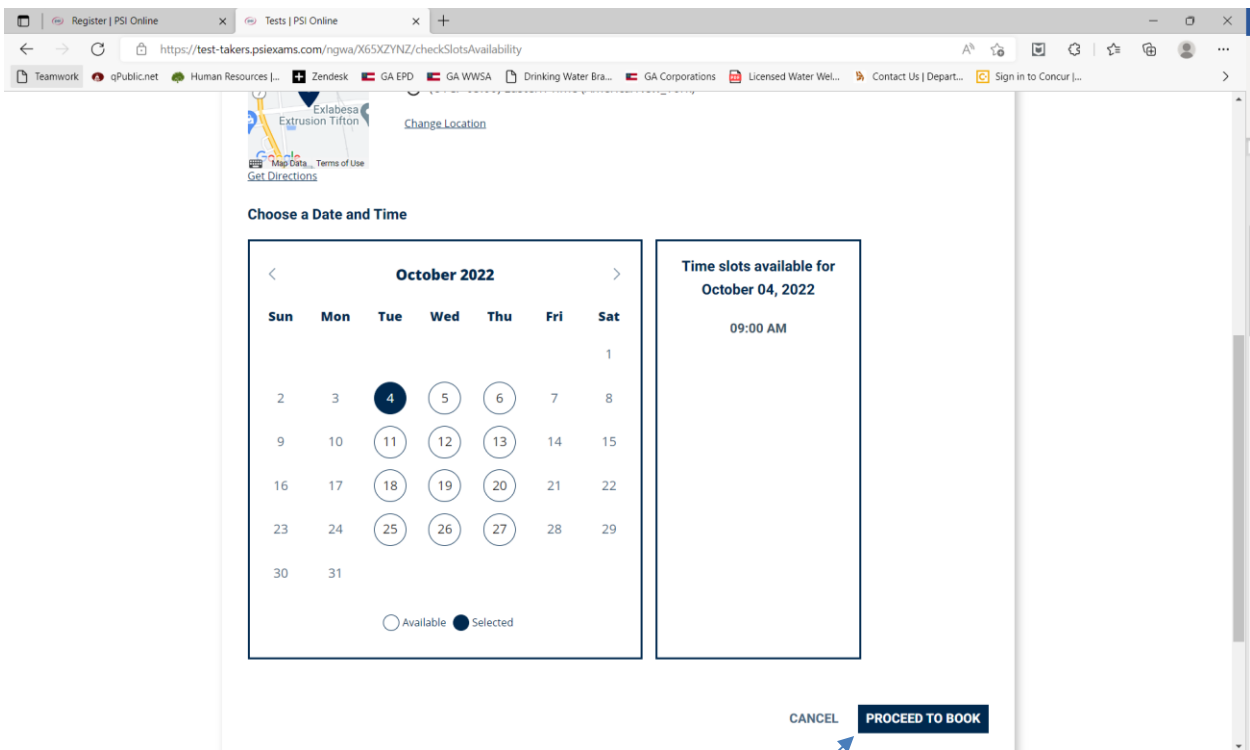 Register | PSI Online
Tests | PSI Online
https://test-takers.psiexams.com/ngwa/X65XZYNZ/checkSlotsAvailability
Teamwork qPublic.net Human Resources |... Zendesk GA EPD GA WWSA Drinking Water Bra... GA Corporations Licensed Water Wel... Contact Us | Depart... Sign in to Concur |...
Exlabesa
Extrusion Tifton
Change Location
Google
Map Data Terms of Use
Get Directions
Choose a Date and Time
October 2022
Sun Mon Tue Wed Thu Fri Sat
1
2 3 4 5 6 7 8
9 10 11 12 13 14 15
16 17 18 19 20 21 22
23 24 25 26 27 28 29
30 31
Available Selected
Time slots available for
October 04, 2022
09:00 AM
CANCEL PROCEED TO BOOK